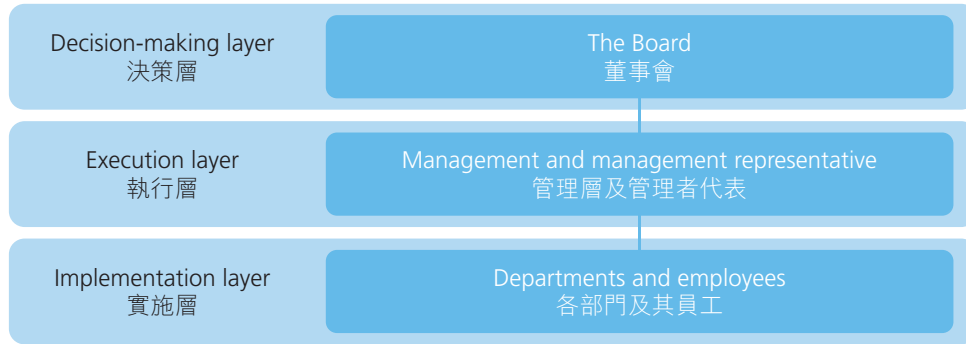 Decision-making layer
決策層
The Board
董事會
Execution layer
執行層
Management and management representative
管理層及管理者代表
Implementation layer
實施層
Departments and employees
各部門及其員工